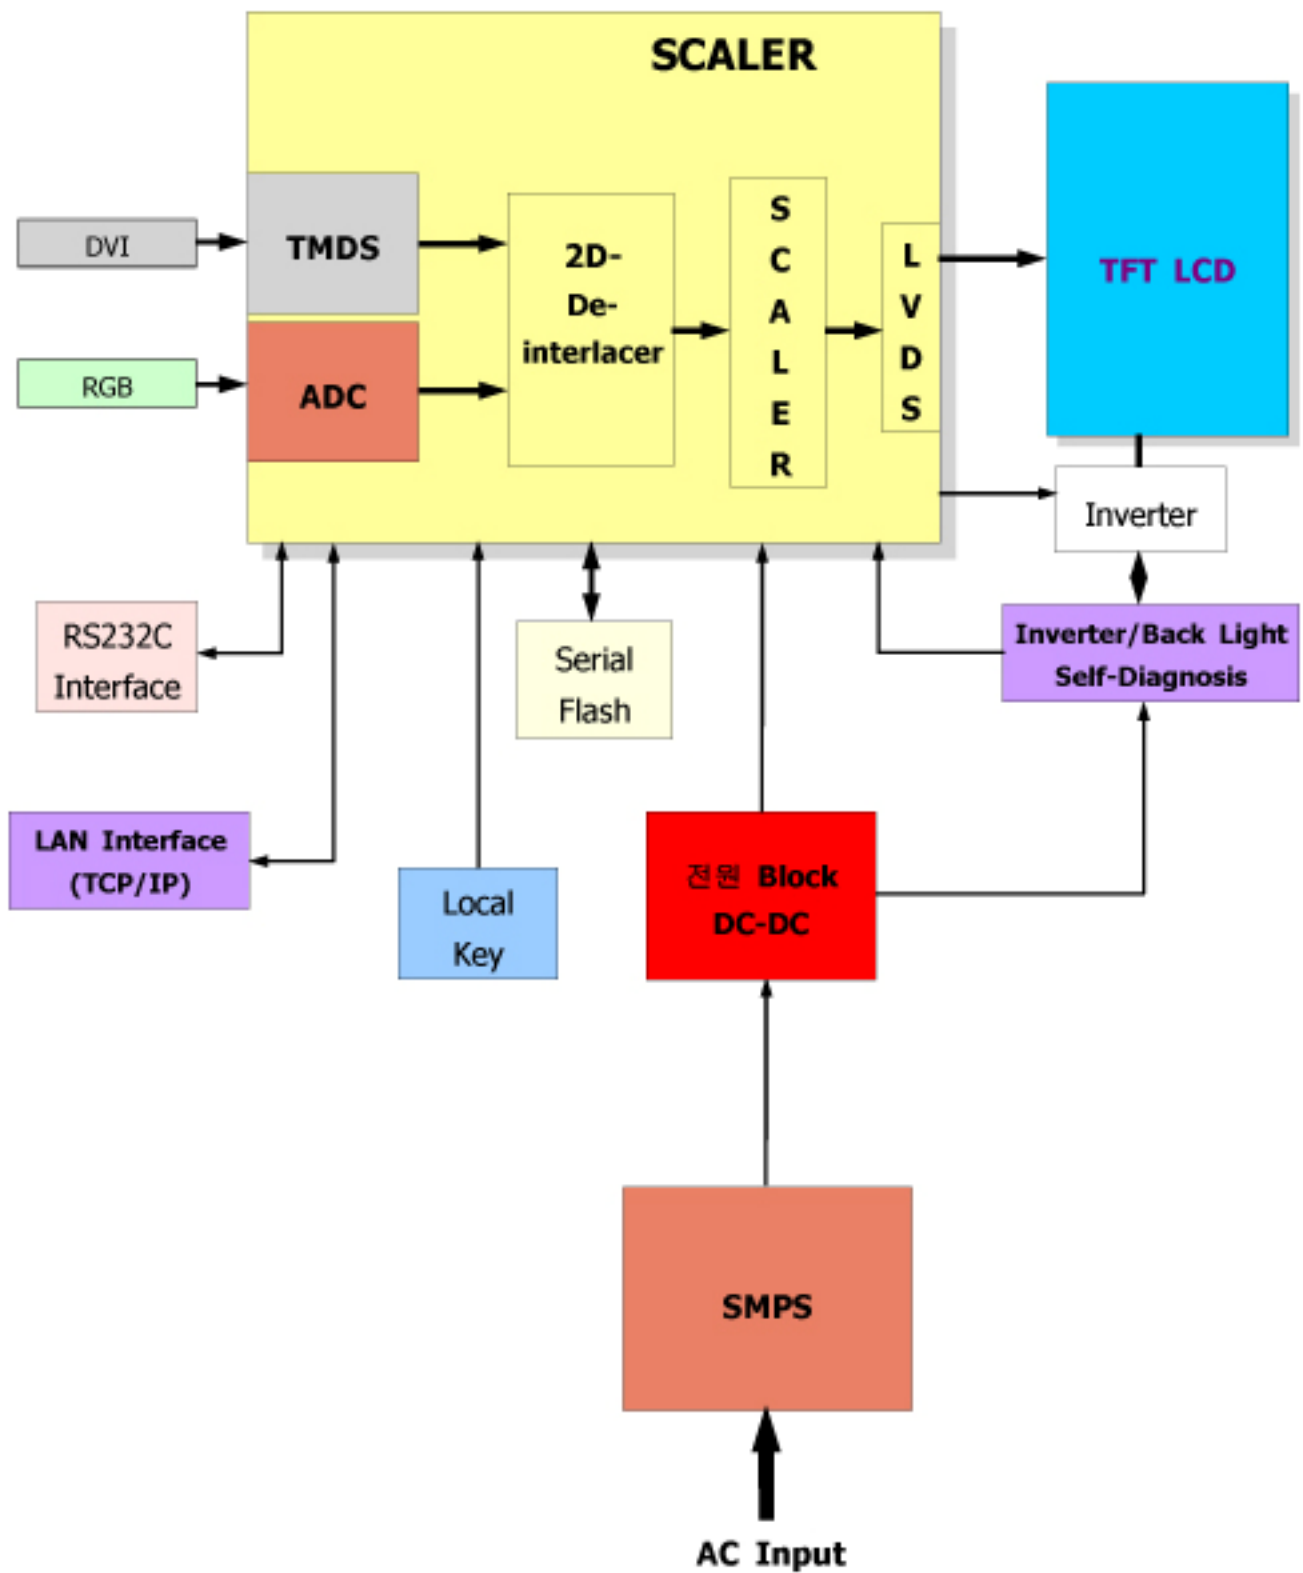 SCALER
DVI
TMDS
2D-
De-
interlacer
S
C
A
L
E
R
L
V
D
S
TFT LCD
RGB
ADC
Inverter
RS232C
Interface
Serial
Flash
Inverter/Back Light
Self-Diagnosis
LAN Interface
(TCP/IP)
Local
Key
전원 Block
DC-DC
SMPS
AC Input